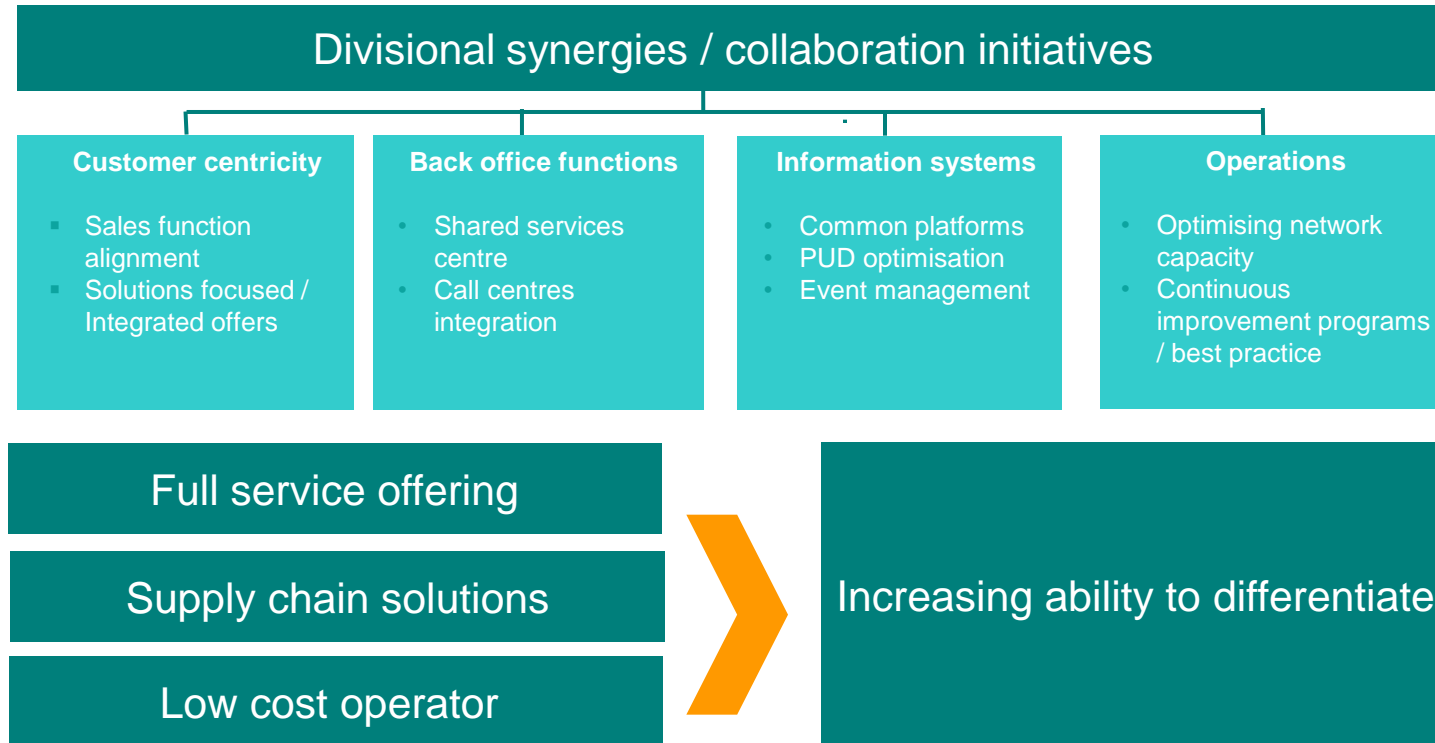 Divisional synergies / collaboration initiatives
Customer centricity
▪ Sales function
alignment
▪ Solutions focused /
Integrated offers
Back office functions
• Shared services
centre
• Call centres
integration
Information systems
• Common platforms
• PUD optimisation
• Event management
Operations
• Optimising network
capacity
• Continuous
improvement programs
/ best practice
Full service offering
Supply chain solutions
Low cost operator
Increasing ability to differentiate